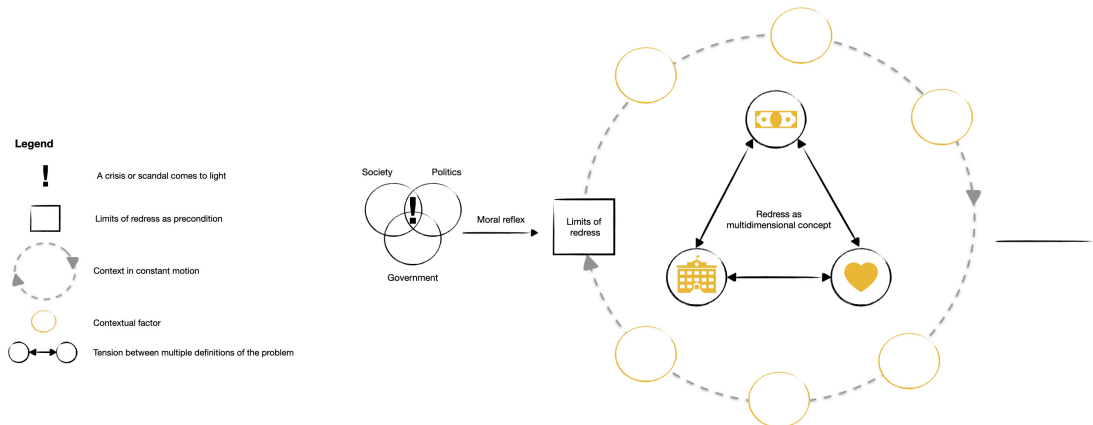 Legend
!
A crisis or scandal comes to light
Limits of redress as precondition
Context in constant motion
Contextual factor
Tension between multiple definitions of the problem
Society
Politics
!
Government
Moral reflex
Limits of
redress
Redress as
multidimensional concept